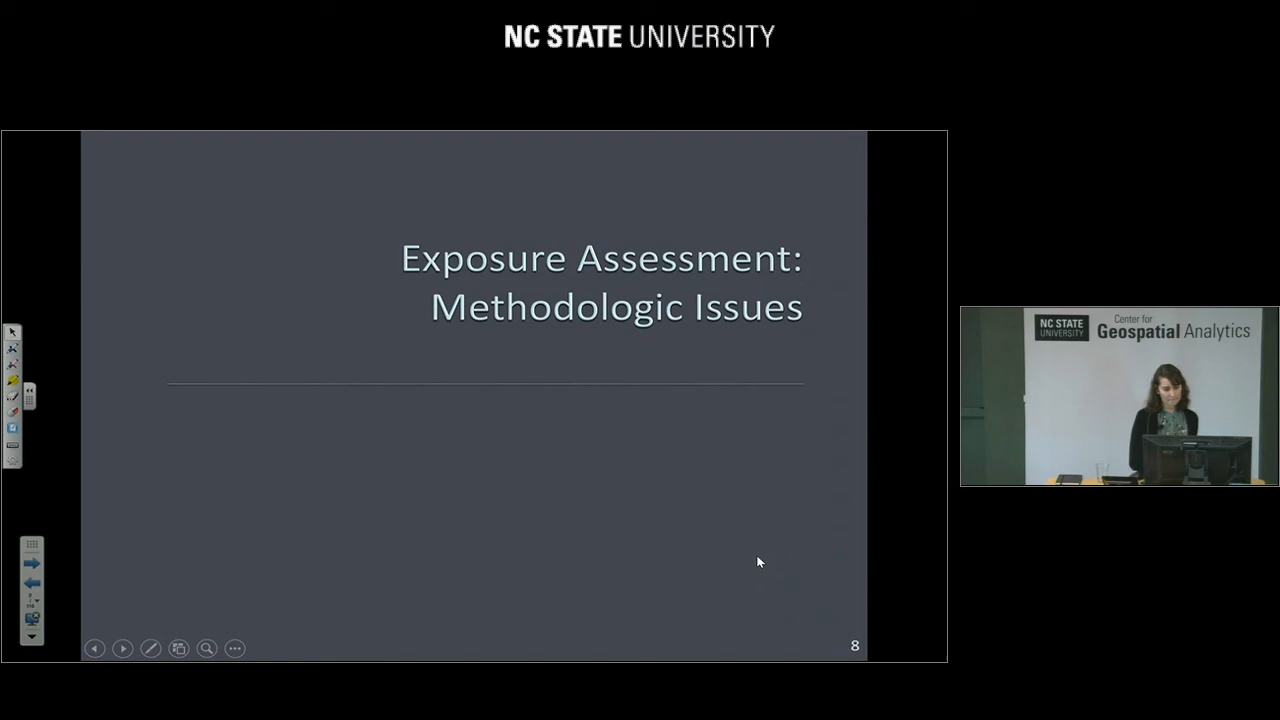 NC STATE UNIVERSITY
Exposure Assessment:
Methodologic Issues
8
NC STATE
UNIVERSITY
Center for
Geospatial Analytics